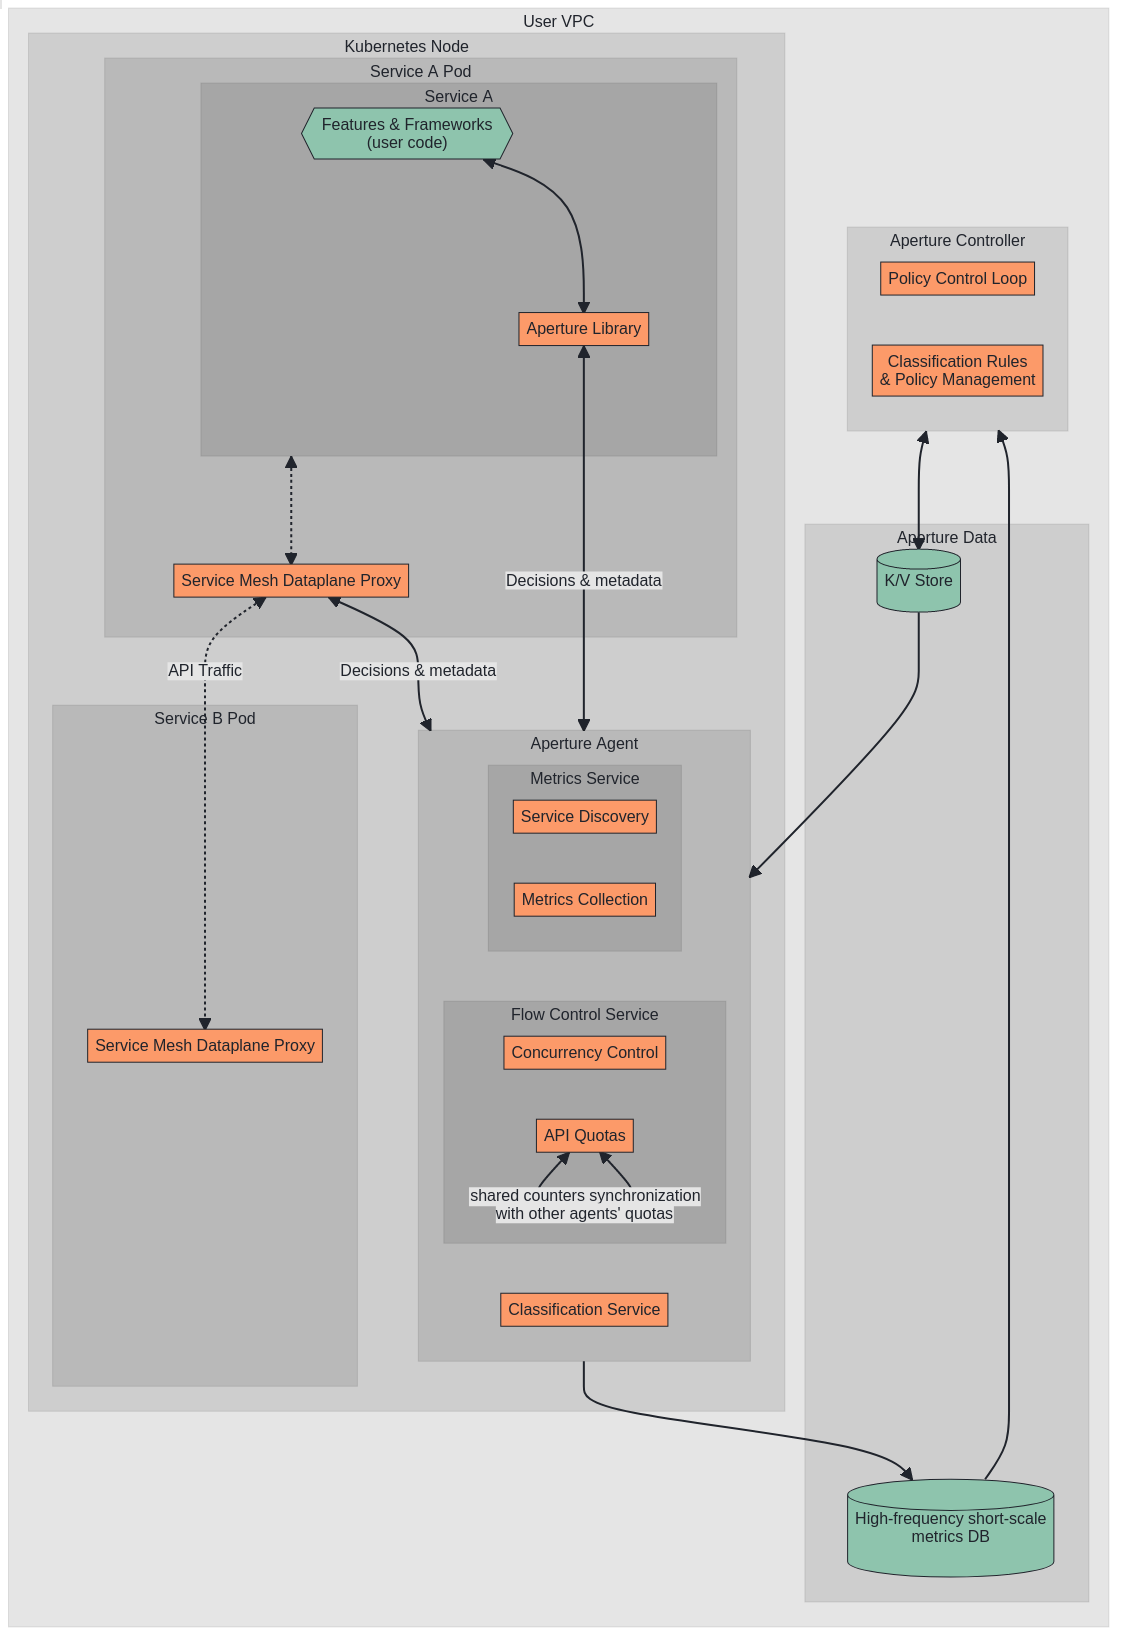 User VPC
Kubernetes Node
Service A Pod
Service A
Features & Frameworks
(user code)
Aperture Library
Service Mesh Dataplane Proxy
Decisions & metadata
API Traffic
Decisions & metadata
Service B Pod
Service Mesh Dataplane Proxy
Aperture Agent
Metrics Service
Service Discovery
Metrics Collection
Flow Control Service
Concurrency Control
API Quotas
shared counters synchronization
with other agents' quotas
Classification Service
Aperture Controller
Policy Control Loop
Classification Rules
& Policy Management
Aperture Data
K/V Store
High-frequency short-scale
metrics DB